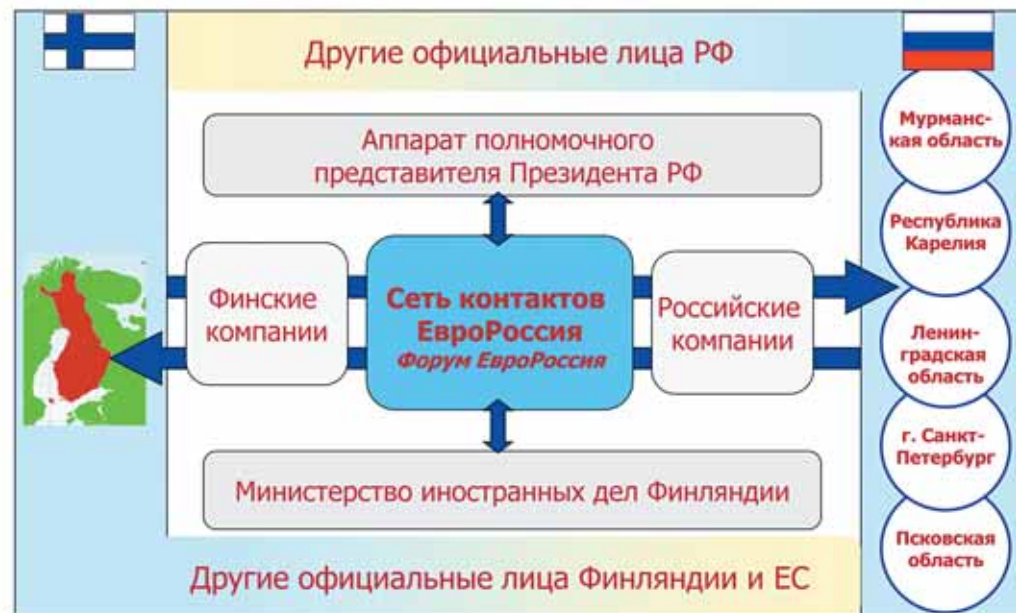 Другие официальные лица РФ
Аппарат полномочного
представителя Президента РФ
Финские
компании
Сеть контактов
ЕвроРоссия
Форум ЕвроРоссия
Российские
компании
Министерство иностранных дел Финляндии
Другие официальные лица Финляндии и ЕС
Мурманс-
кая область
Республика
Карелия
Ленин-
градская
область
г. Санкт-
Петербург
Псковская
область